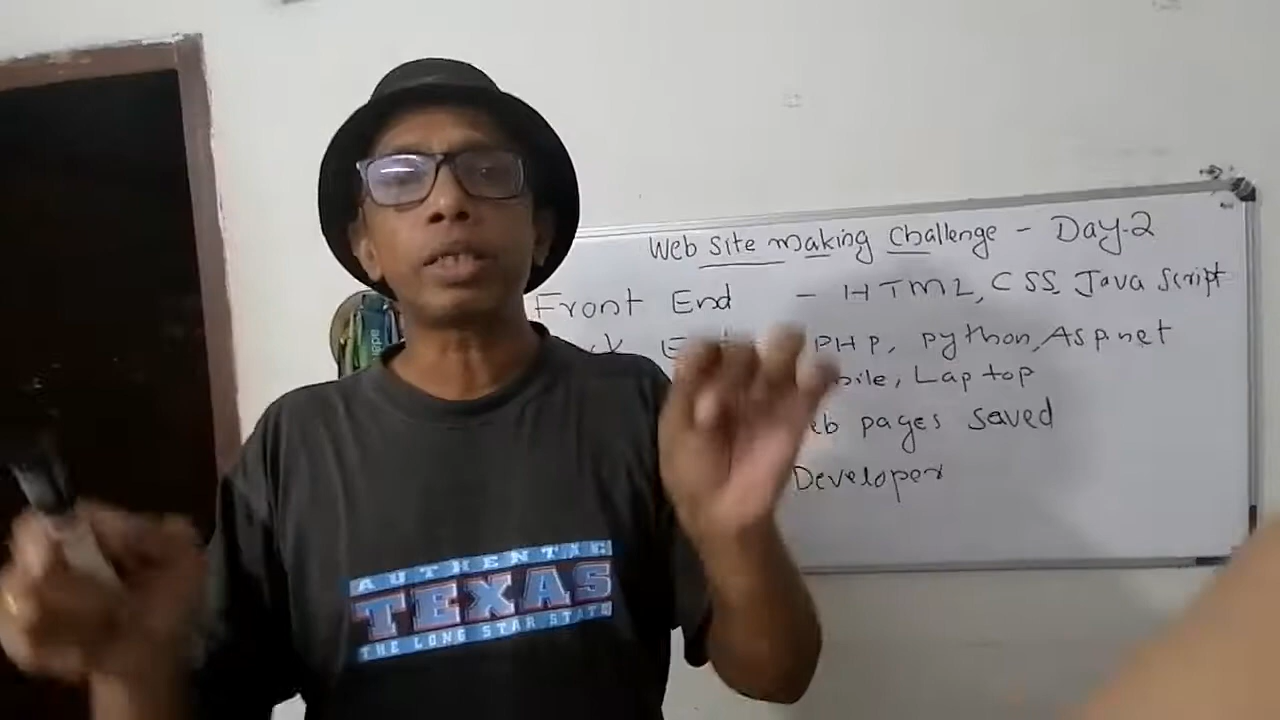 Web Site making Challenge - Day-2
Front End - HTML, CSS, Java Script
PHP, python, Asp.net
Laptop
pages saved
Developer
AUTHENTIC
TEXAS
THE LONG STAR STATE